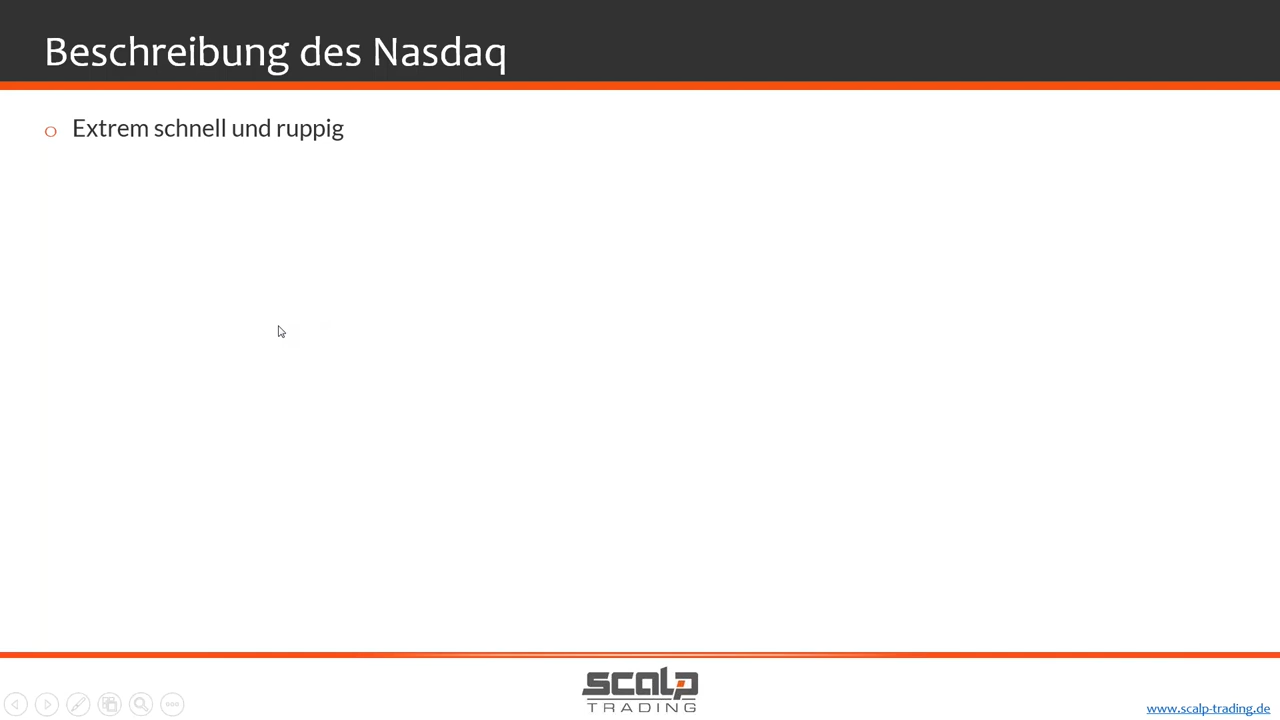 Beschreibung des Nasdaq
o Extrem schnell und ruppig
scalp
TRADING
www.scalp-trading.de